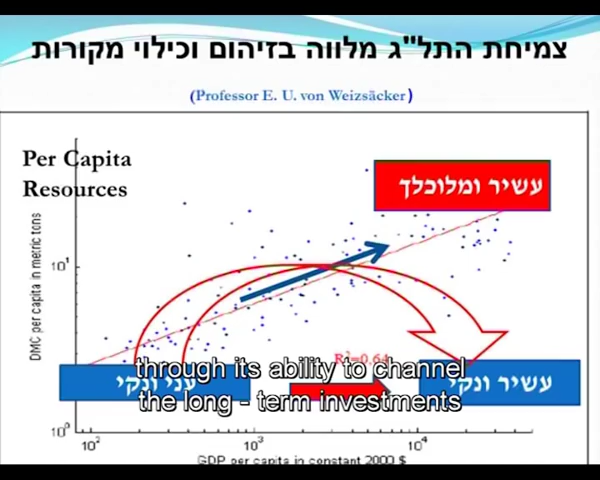 צמיחת התל"ג מלווה בזיהום וכילוי מקורות
(Professor E. U. von Weizsäcker)
Per Capita
Resources
עשיר ומלוכלך
DMC per capita in metric tons
10¹
R²=0.64
עני ונקי
עשיר ונקי
through its ability to channel
the long - term investments
10⁰
10²
10³
10⁴
GDP per capita in constant 2000 $